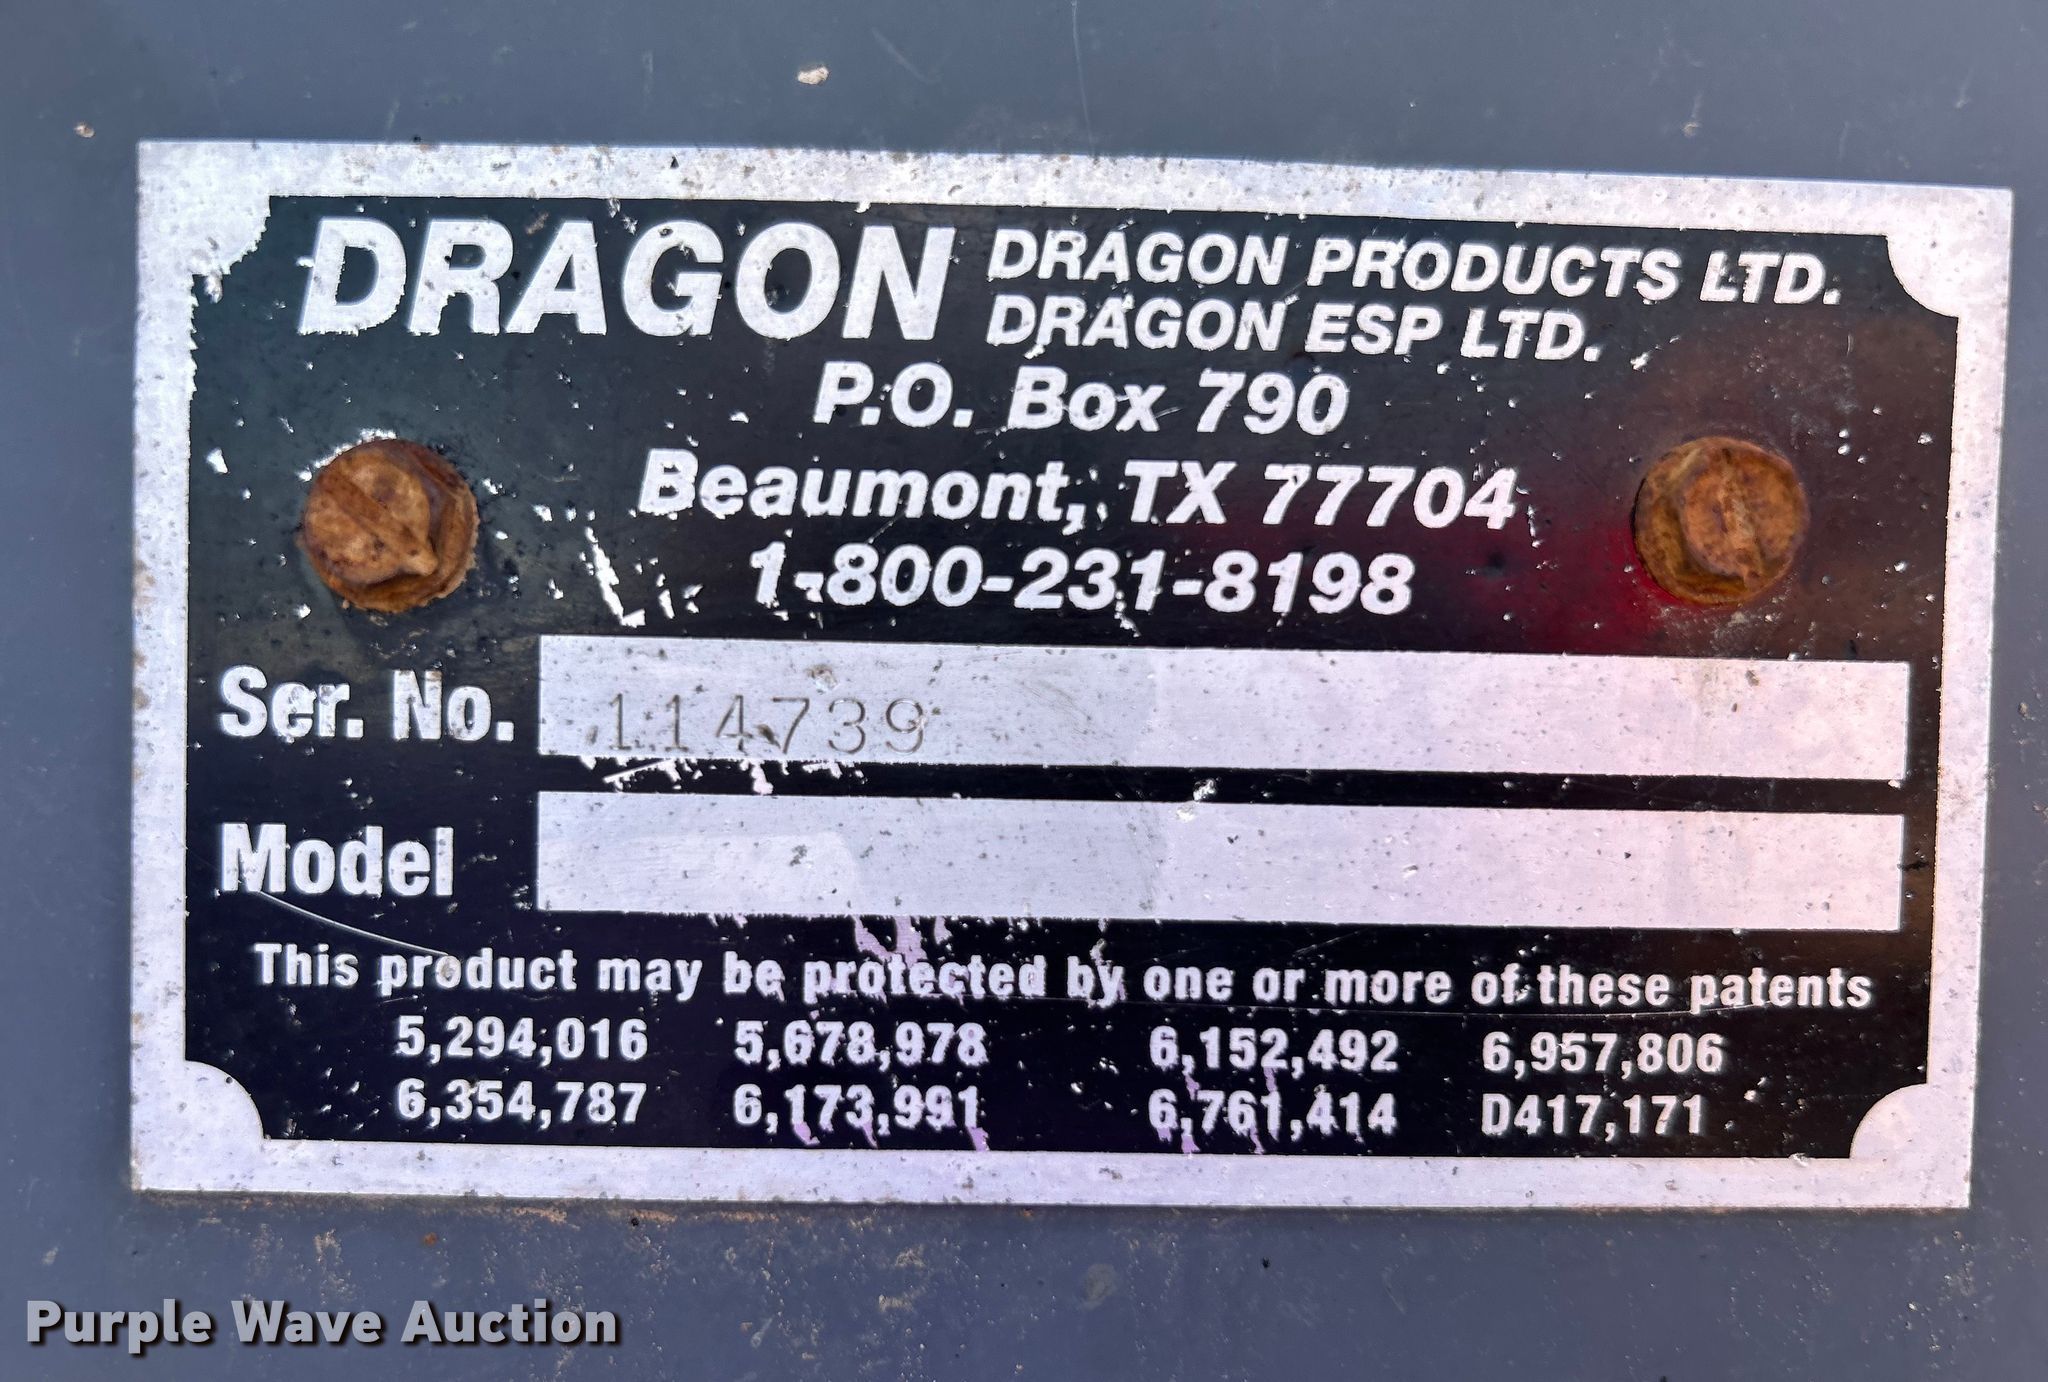 DRAGON DRAGON PRODUCTS LTD.
DRAGON ESP LTD.
P.O. Box 790
Beaumont, TX 77704
1-800-231-8198
Ser. No. 114739
Model
This product may be protected by one or more of these patents
5,294,016 5,678,978 6,152,492 6,957,806
6,354,787 6,173,991 6,761,414 D417,171
Purple Wave Auction